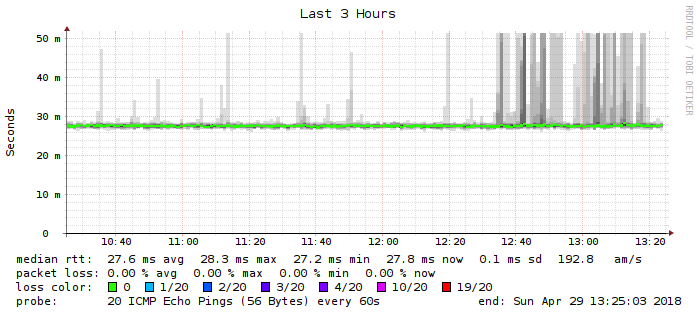 Last 3 Hours
RRDTOOL / TOBI OETIKER
Seconds
50 m
40 m
30 m
20 m
10 m
0
10:40 11:00 11:20 11:40 12:00 12:20 12:40 13:00 13:20
median rtt: 27.6 ms avg 28.3 ms max 27.2 ms min 27.8 ms now 0.1 ms sd 192.8 am/s
packet loss: 0.00 % avg 0.00 % max 0.00 % min 0.00 % now
loss color: 0 1/20 2/20 3/20 4/20 10/20 19/20
probe: 20 ICMP Echo Pings (56 Bytes) every 60s end: Sun Apr 29 13:25:03 2018